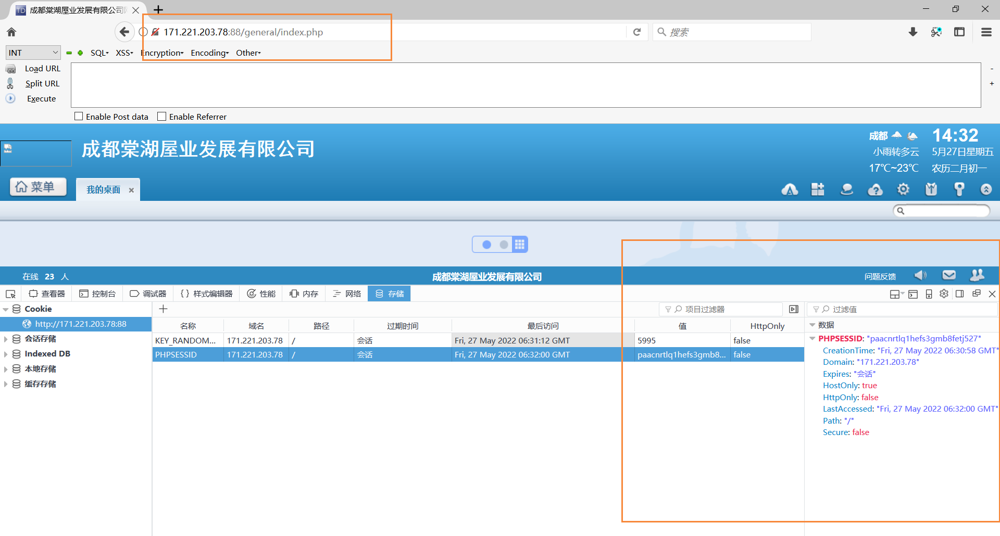 成都棠湖屋业发展有限公司
171.221.203.78:88/general/index.php
搜索
INT
SQL
XSS
Encryption
Encoding
Other
Load URL
Split URL
Execute
-
+
Enable Post data
Enable Referrer
成都棠湖屋业发展有限公司
成都
14:32
小雨转多云
5月27日星期五
17℃~23℃
农历二月初一
菜单
我的桌面
在线 23 人
成都棠湖屋业发展有限公司
问题反馈
查看器
控制台
调试器
{ } 样式编辑器
性能
内存
网络
存储
Cookie
http://171.221.203.78:88
会话存储
Indexed DB
本地存储
缓存存储
项目过滤器
过滤值
名称 域名 路径 过期时间 最后访问 值 HttpOnly
KEY_RANDOM... 171.221.203.78 / 会话 Fri, 27 May 2022 06:31:12 GMT 5995 false
PHPSESSID 171.221.203.78 / 会话 Fri, 27 May 2022 06:32:00 GMT paacnrtlq1hefs3gmb8... false
数据
PHPSESSID: "paacnrtlq1hefs3gmb8fetj527"
CreationTime: "Fri, 27 May 2022 06:30:58 GMT"
Domain: "171.221.203.78"
Expires: "会话"
HostOnly: true
HttpOnly: false
LastAccessed: "Fri, 27 May 2022 06:32:00 GMT"
Path: "/"
Secure: false